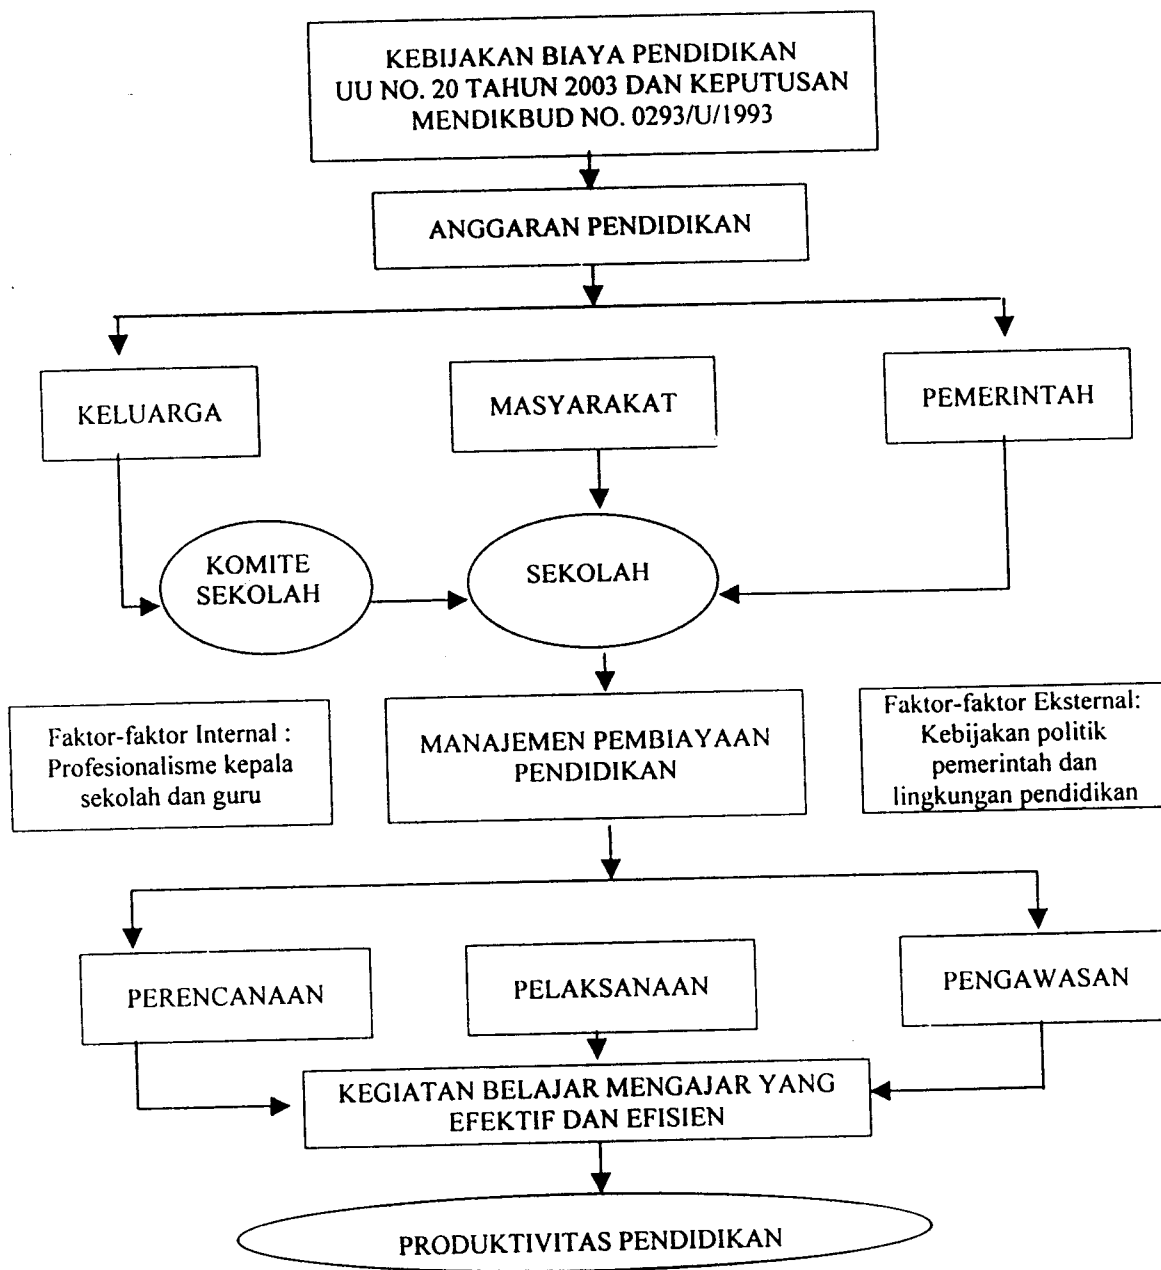 KEBIJAKAN BIAYA PENDIDIKAN
UU NO. 20 TAHUN 2003 DAN KEPUTUSAN
MENDIKBUD NO. 0293/U/1993
ANGGARAN PENDIDIKAN
KELUARGA
MASYARAKAT
PEMERINTAH
KOMITE
SEKOLAH
SEKOLAH
Faktor-faktor Internal :
Profesionalisme kepala
sekolah dan guru
MANAJEMEN PEMBIAYAAN
PENDIDIKAN
Faktor-faktor Eksternal:
Kebijakan politik
pemerintah dan
lingkungan pendidikan
PERENCANAAN
PELAKSANAAN
PENGAWASAN
KEGIATAN BELAJAR MENGAJAR YANG
EFEKTIF DAN EFISIEN
PRODUKTIVITAS PENDIDIKAN